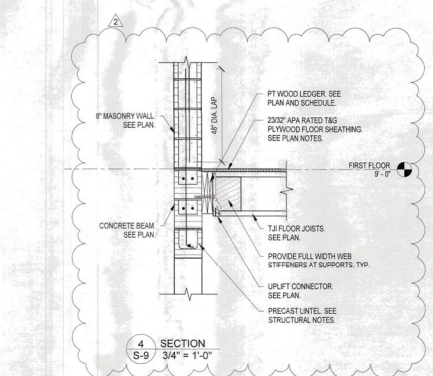 2
8" MASONRY WALL.
SEE PLAN.
48" DIA. LAP
PT WOOD LEDGER. SEE
PLAN AND SCHEDULE.
23/32" APA RATED T&G
PLYWOOD FLOOR SHEATHING.
SEE PLAN NOTES.
FIRST FLOOR
9' - 0"
CONCRETE BEAM.
SEE PLAN.
TJI FLOOR JOISTS.
SEE PLAN.
PROVIDE FULL WIDTH WEB
STIFFENERS AT SUPPORTS, TYP.
UPLIFT CONNECTOR.
SEE PLAN.
PRECAST LINTEL. SEE
STRUCTURAL NOTES.
4 SECTION
S-9 3/4" = 1'-0"